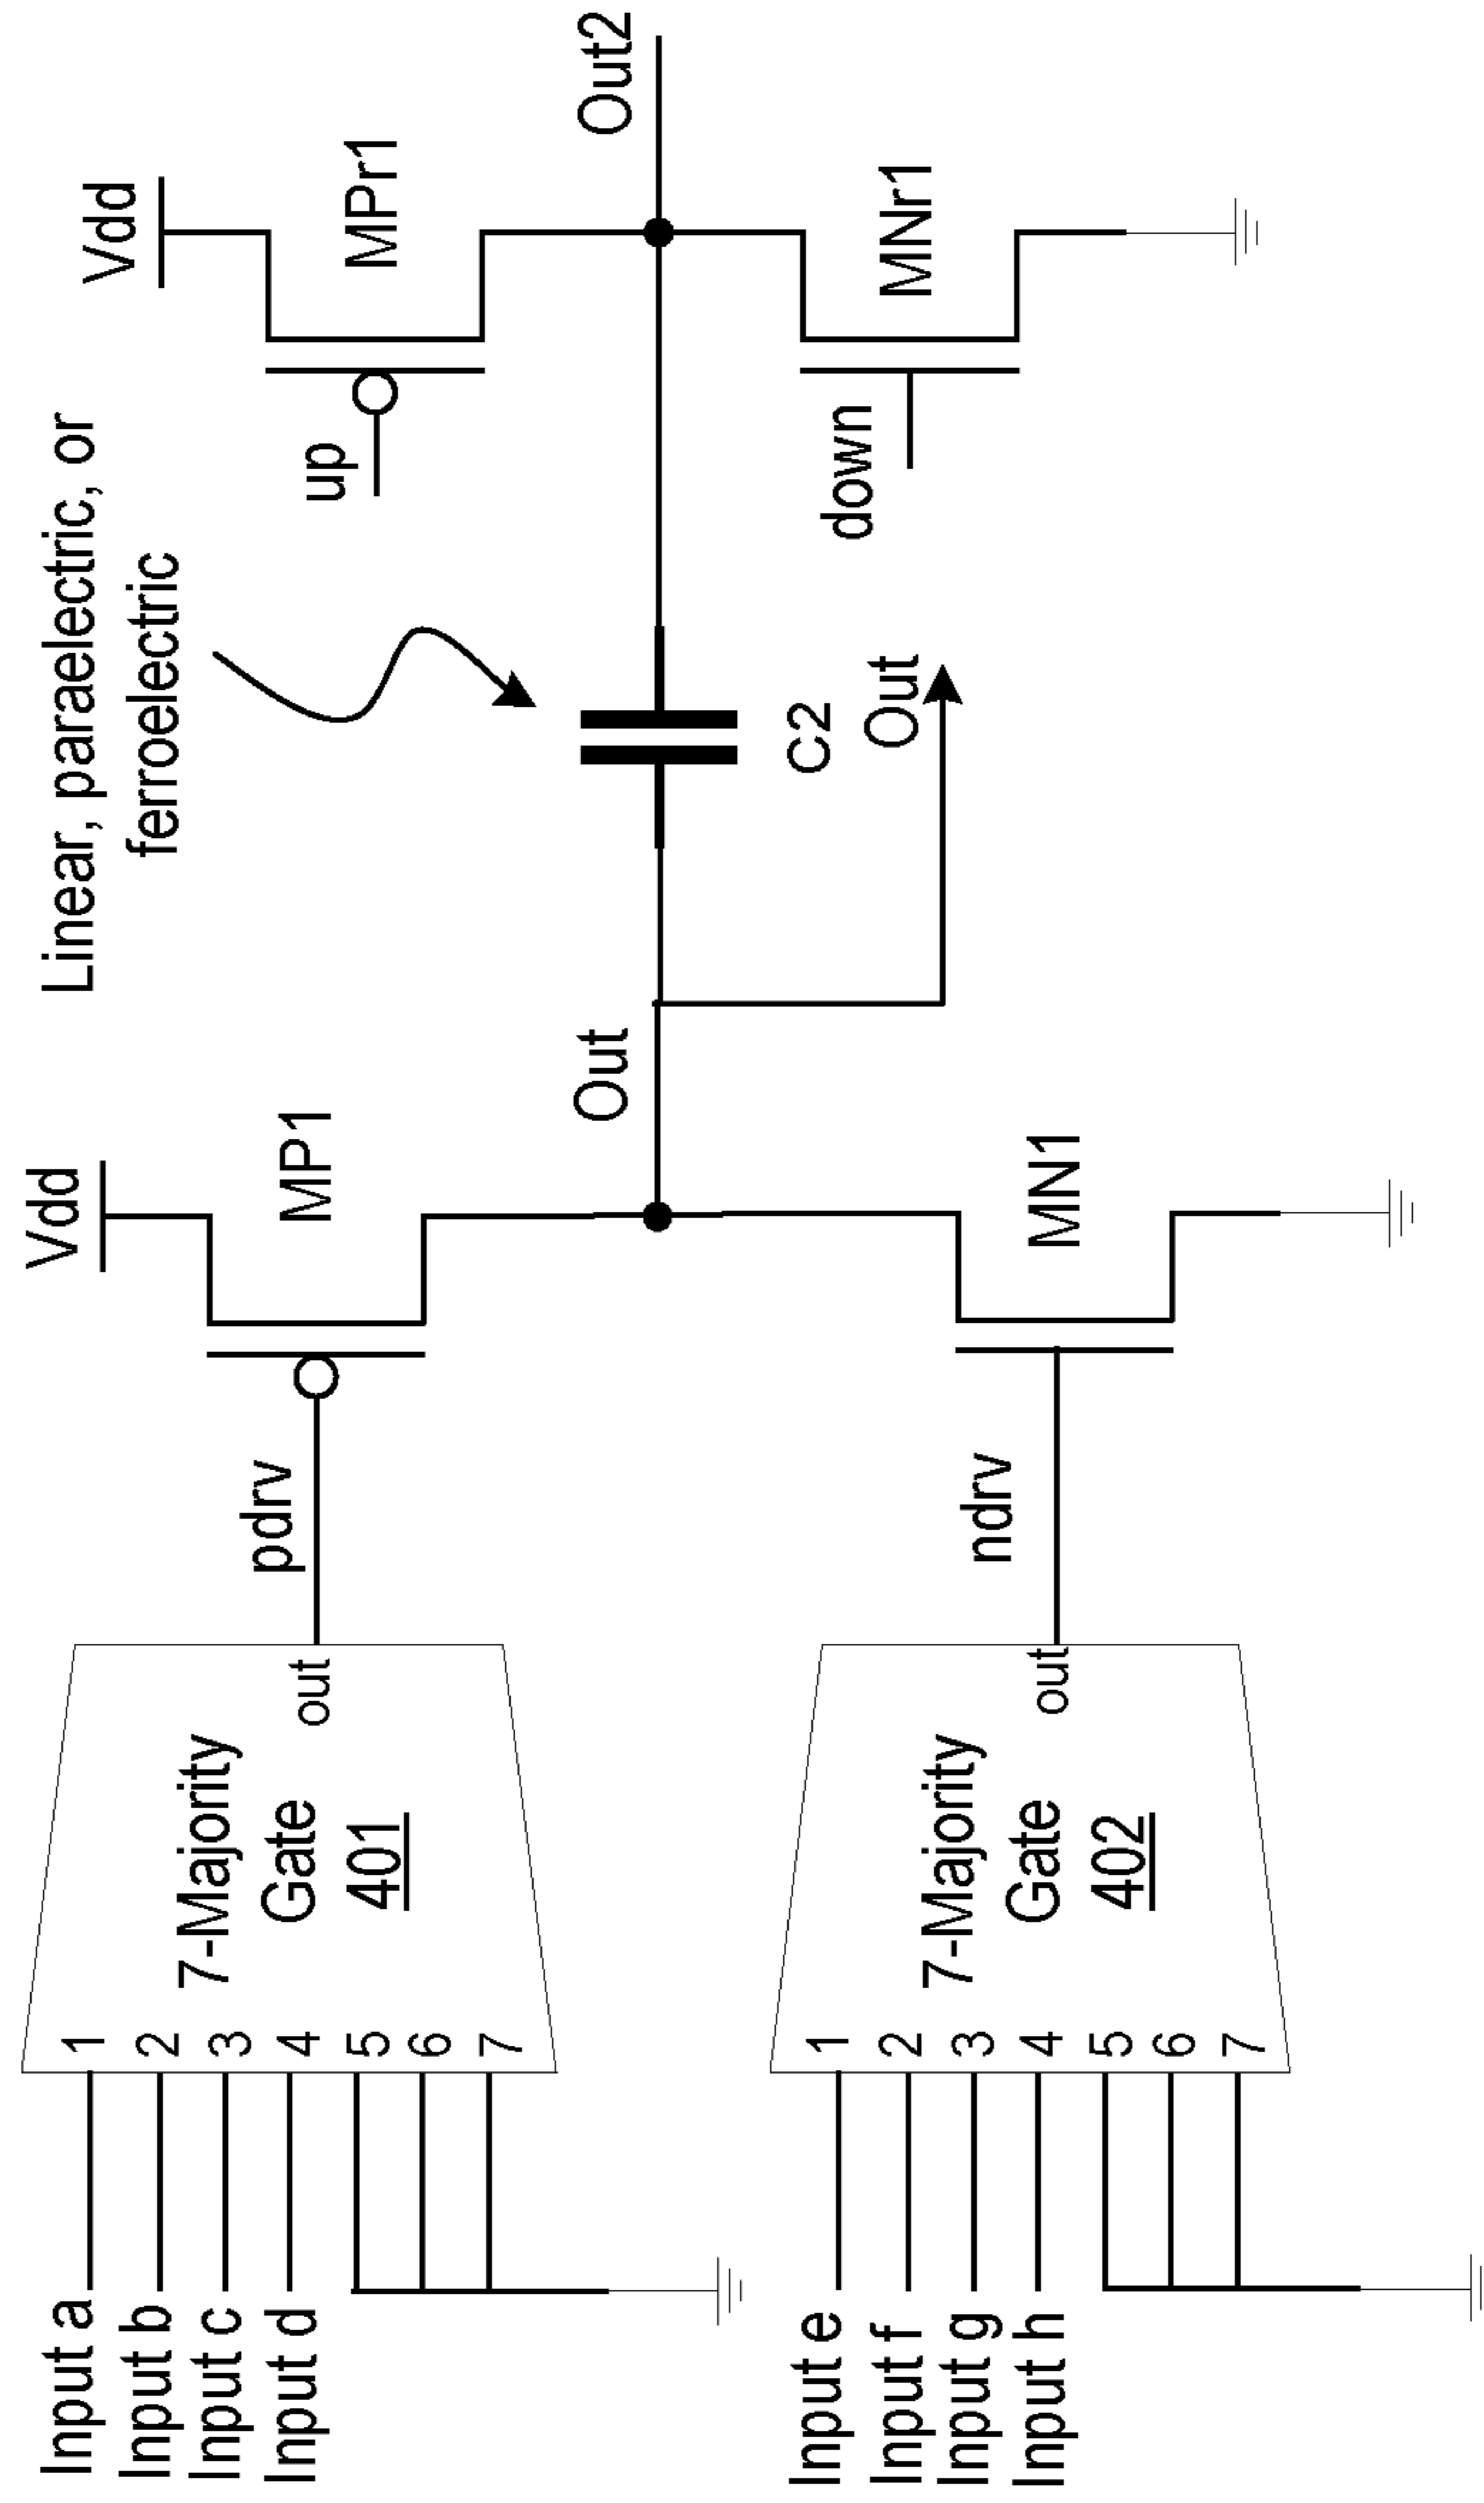 Input a
Input b
Input c
Input d
1
2
3
4
5
6
7
7-Majority
Gate
401
out
pdrv
Vdd
MP1
Input e
Input f
Input g
Input h
1
2
3
4
5
6
7
7-Majority
Gate
402
out
ndrv
MN1
Out
Linear, paraelectric, or
ferroelectric
C2
Out
Vdd
up
MPr1
Out2
down
MNr1